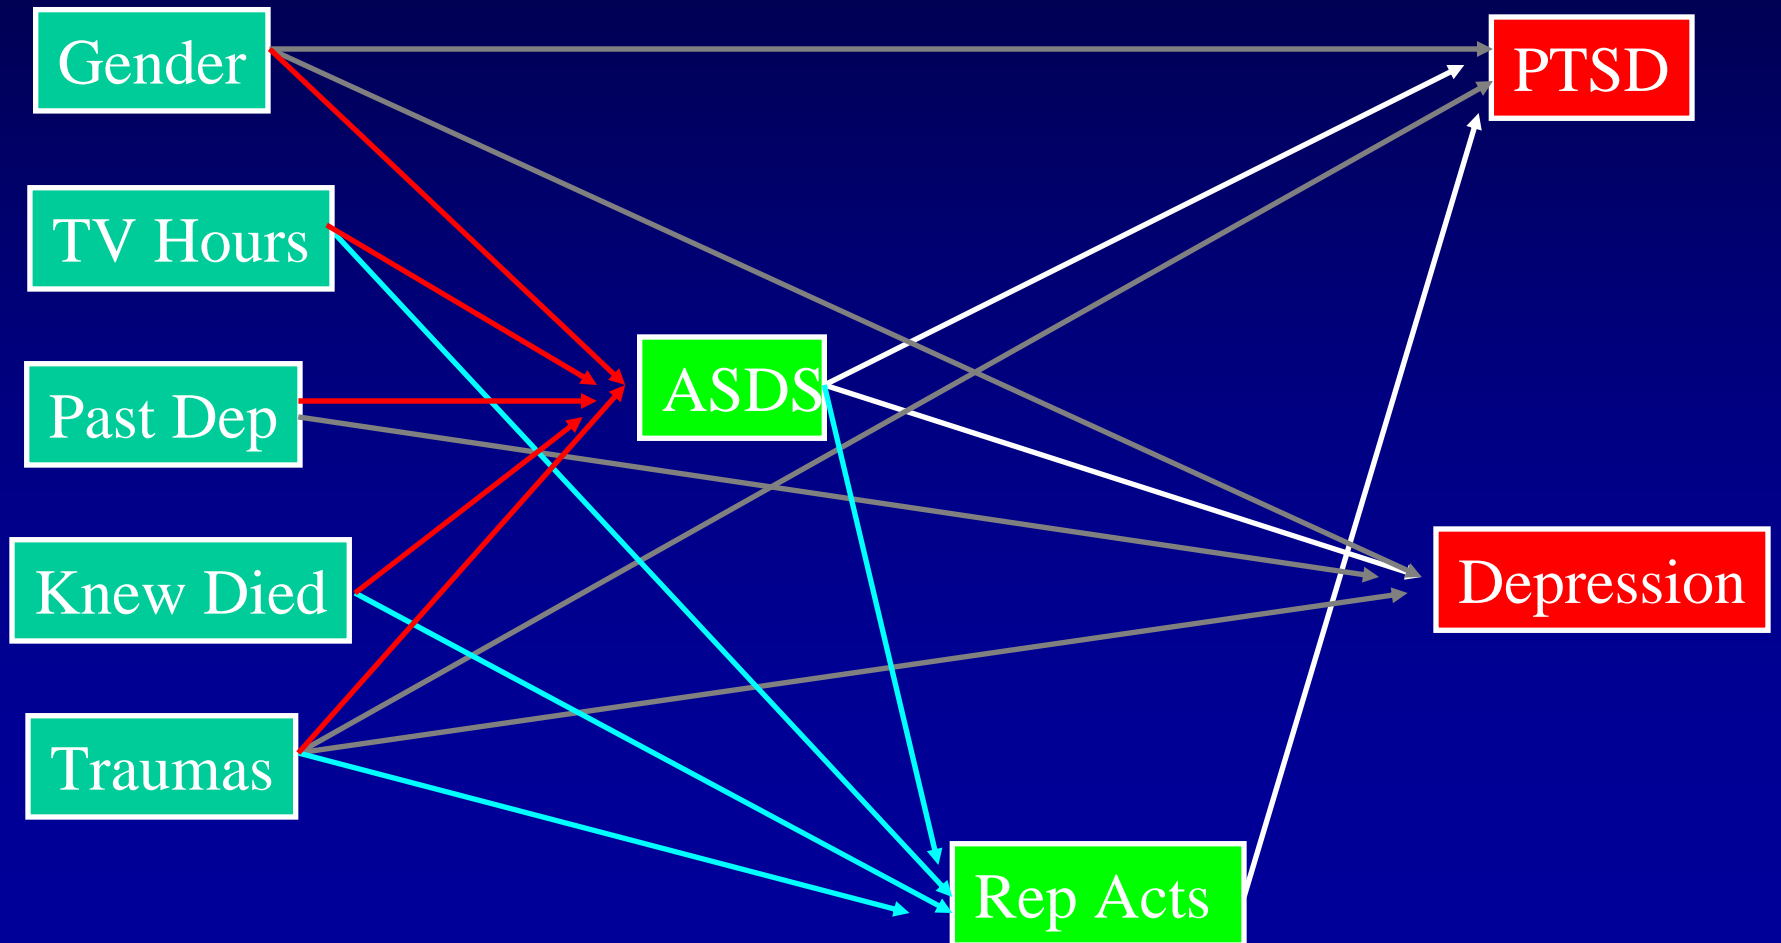 Gender
PTSD
TV Hours
ASDS
Past Dep
Knew Died
Depression
Traumas
Rep Acts